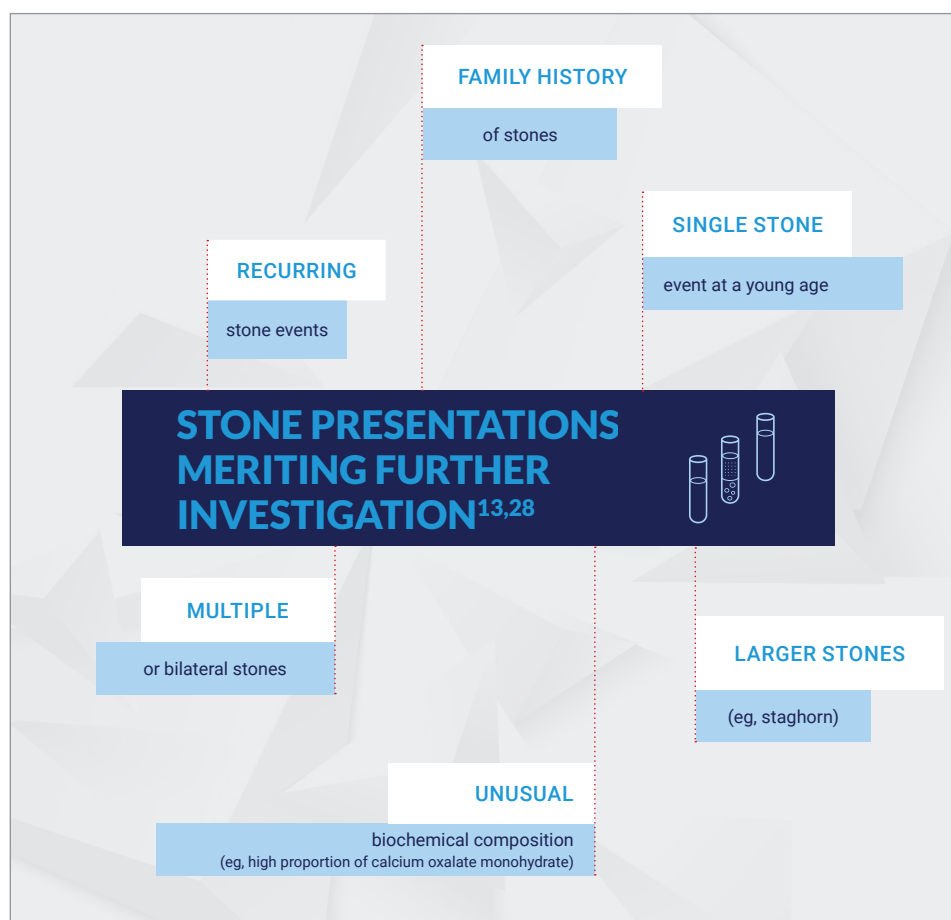 FAMILY HISTORY
of stones
SINGLE STONE
event at a young age
RECURRING
stone events
STONE PRESENTATIONS
MERITING FURTHER
INVESTIGATION13,28
MULTIPLE
or bilateral stones
LARGER STONES
(eg, staghorn)
UNUSUAL
biochemical composition
(eg, high proportion of calcium oxalate monohydrate)